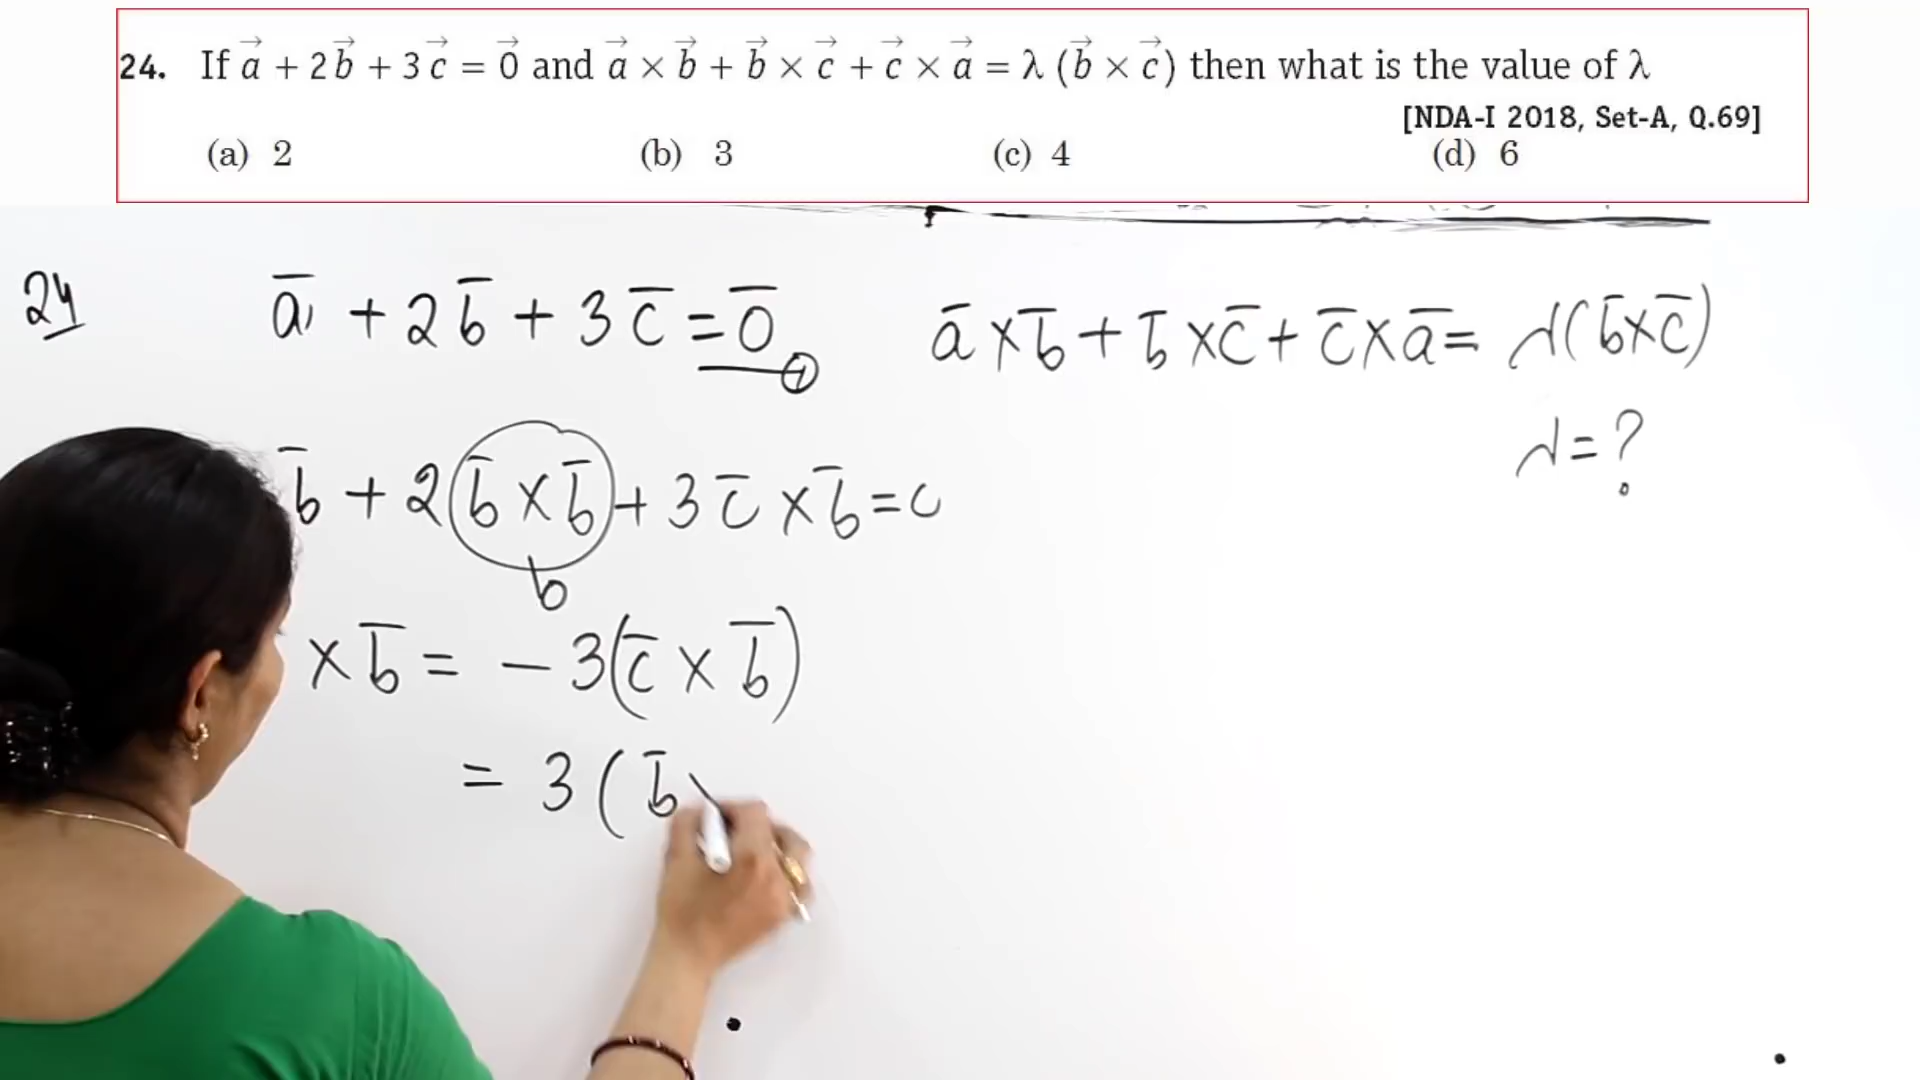 24. If a⃗ + 2b⃗ + 3c⃗ = 0⃗ and a⃗ × b⃗ + b⃗ × c⃗ + c⃗ × a⃗ = λ (b⃗ × c⃗) then what is the value of λ
[NDA-I 2018, Set-A, Q.69]
(a) 2 (b) 3 (c) 4 (d) 6
24 a̅ + 2b̅ + 3c̅ = 0̅ a̅ × b̅ + b̅ × c̅ + c̅ × a̅ = λ(b̅ × c̅)
①
λ = ?
b̅ + 2(b̅ × b̅) + 3c̅ × b̅ = 0
0
× b̅ = - 3(c̅ × b̅)
= 3 ( b̅